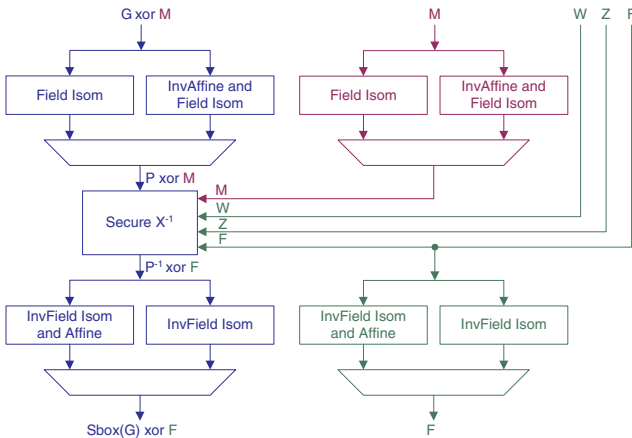 G xor M
M
W
Z
F
Field Isom
InvAffine and
Field Isom
Field Isom
InvAffine and
Field Isom
P xor M
M
W
Z
F
Secure X-1
P-1 xor F
InvField Isom
and Affine
InvField Isom
InvField Isom
and Affine
InvField Isom
Sbox(G) xor F
F